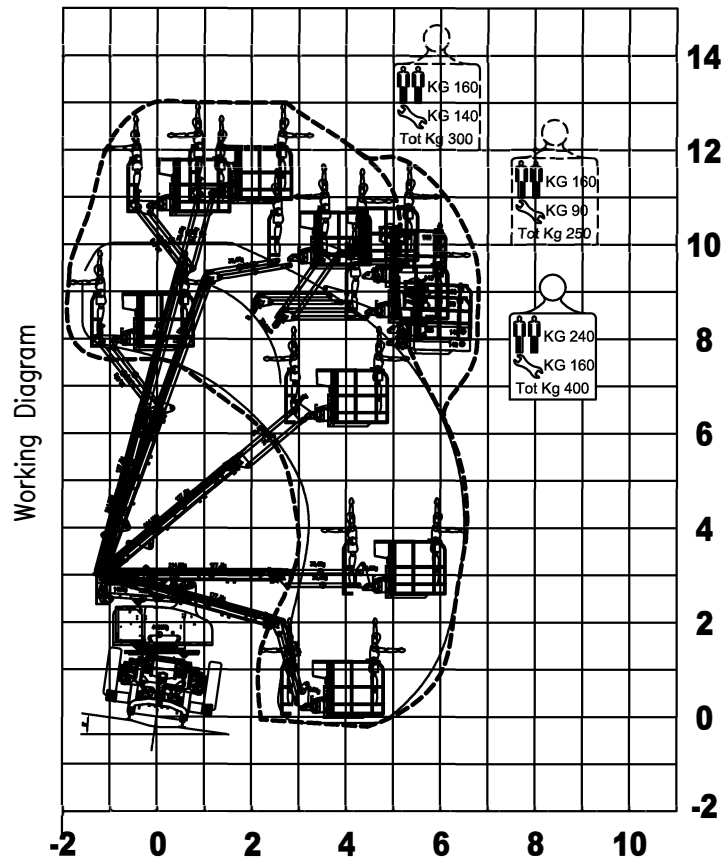 14
KG 160
KG 140
Tot Kg 300
12
KG 160
KG 90
Tot Kg 250
10
8
KG 240
KG 160
Tot Kg 400
6
Working Diagram
4
2
0
-2
-2 0 2 4 6 8 10